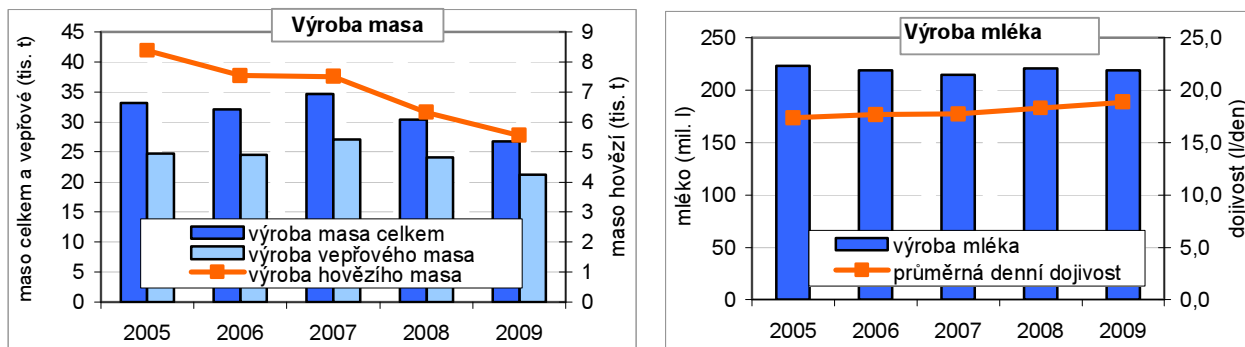 Výroba masa
maso celkem a vepřové (tis. t)
45
40
35
30
25
20
15
10
5
0
9
8
7
6
5
4
3
2
1
0
maso hovězí (tis. t)
výroba masa celkem
výroba vepřového masa
výroba hovězího masa
2005 2006 2007 2008 2009
Výroba mléka
mléko (mil. l)
250
200
150
100
50
0
25,0
20,0
15,0
10,0
5,0
0,0
dojivost (l/den)
výroba mléka
průměrná denní dojivost
2005 2006 2007 2008 2009